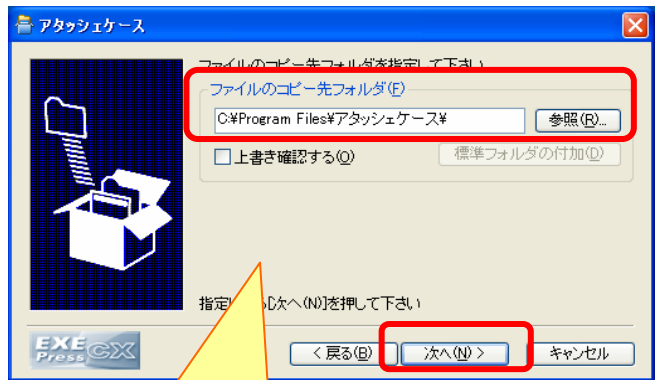 アタッシェケース
ファイルのコピー先フォルダを指定して下さい
ファイルのコピー先フォルダ(F)
C:¥Program Files¥アタッシェケース¥
参照(R)...
上書き確認する(O)
標準フォルダの付加(D)
指定 [次へ(N)]を押して下さい
EXE
Press CX
< 戻る(B)
次へ(N) >
キャンセル